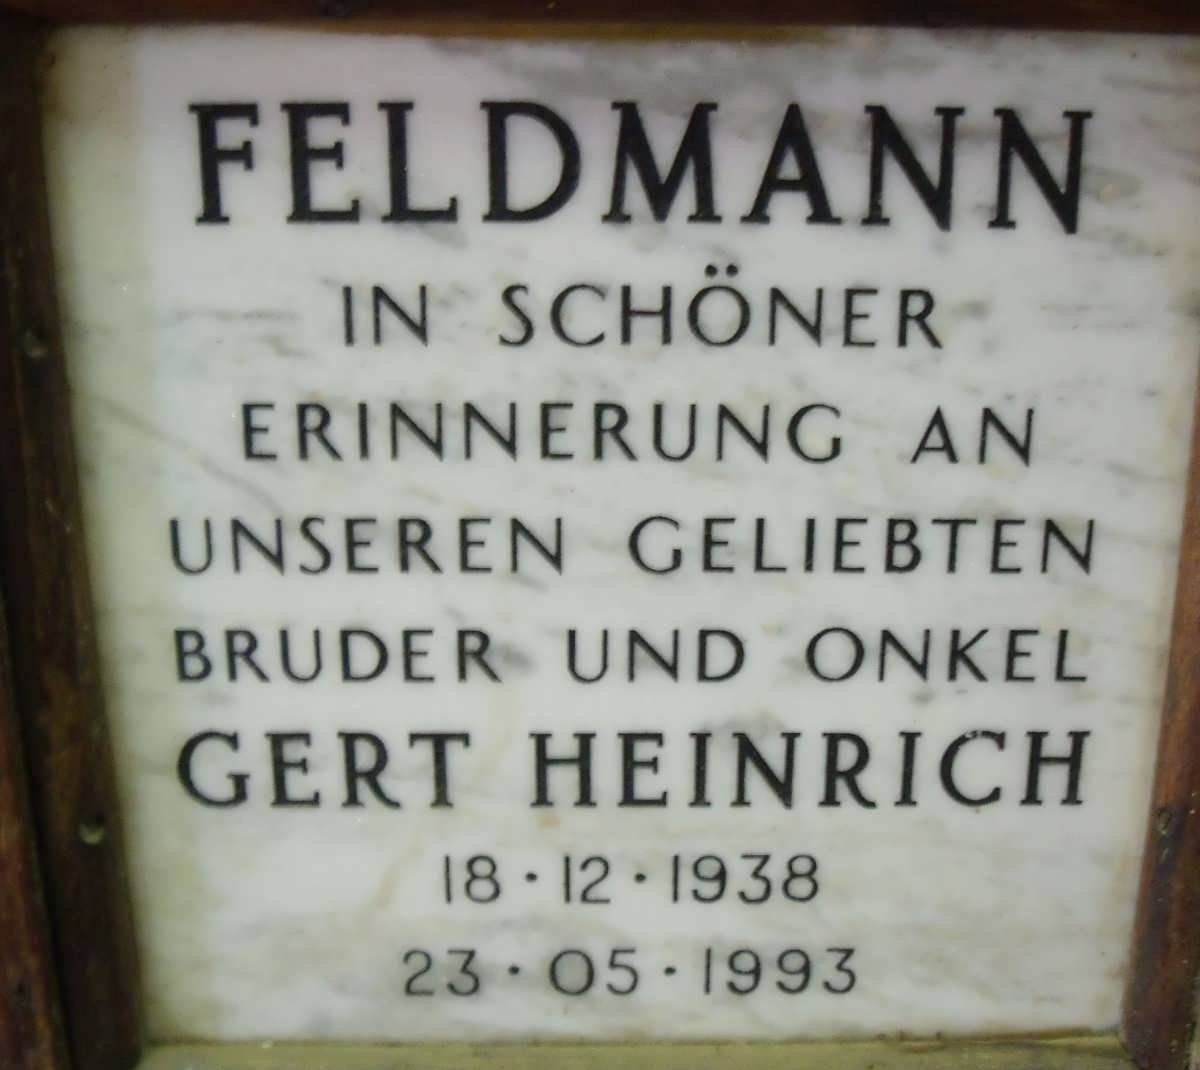 FELDMANN
IN SCHÖNER
ERINNERUNG AN
UNSEREN GELIEBTEN
BRUDER UND ONKEL
GERT HEINRICH
18·12·1938
23·05·1993